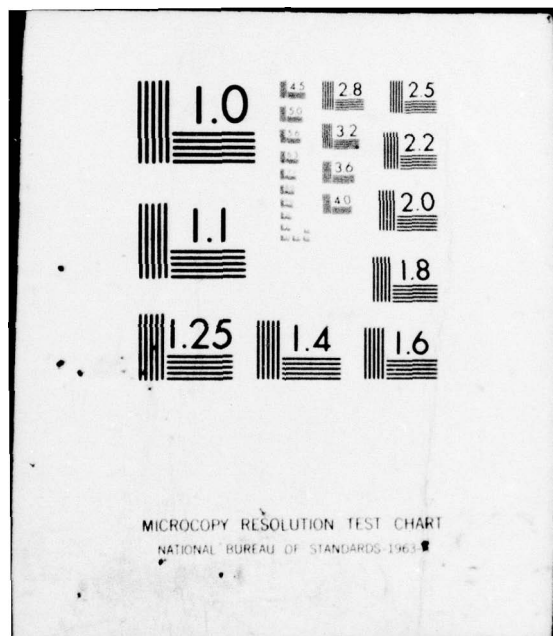 1.0 4.5 2.8 2.5
5.0 3.2 2.2
3.6
1.1 4.0 2.0
1.8
1.25 1.4 1.6
MICROCOPY RESOLUTION TEST CHART
NATIONAL BUREAU OF STANDARDS-1963-